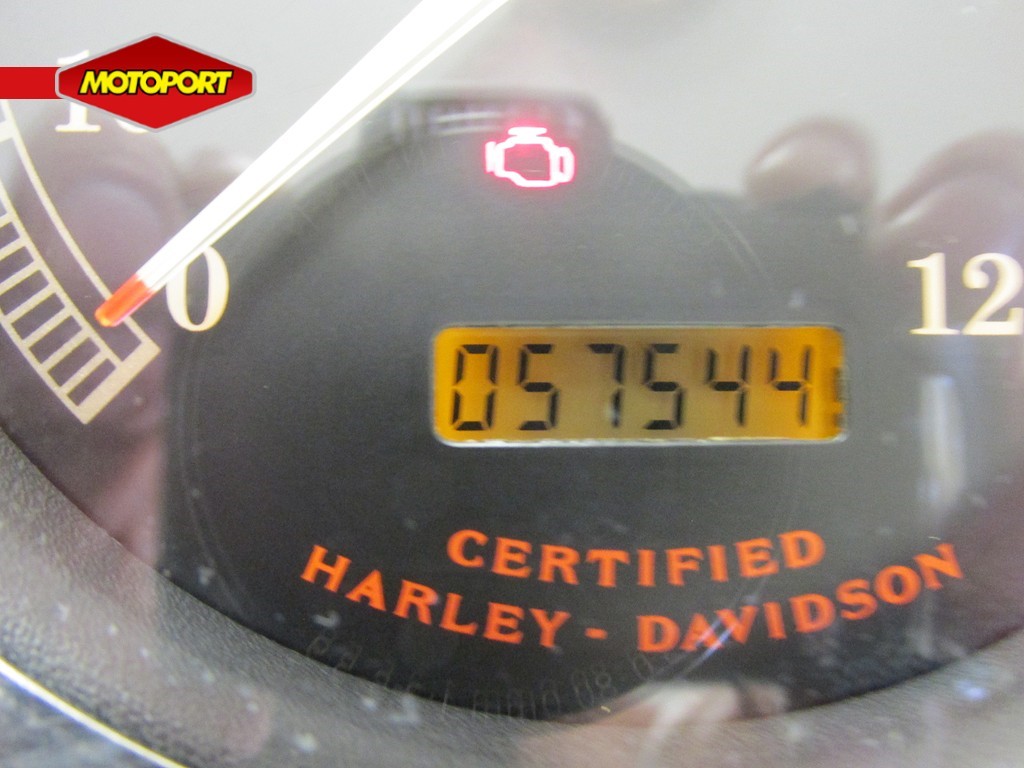 MOTOPORT
0
12
057544
CERTIFIED
HARLEY - DAVIDSON